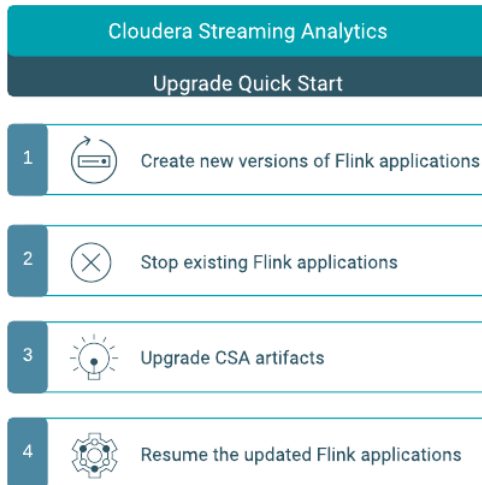 Cloudera Streaming Analytics
Upgrade Quick Start
1 Create new versions of Flink applications
2 Stop existing Flink applications
3 Upgrade CSA artifacts
4 Resume the updated Flink applications